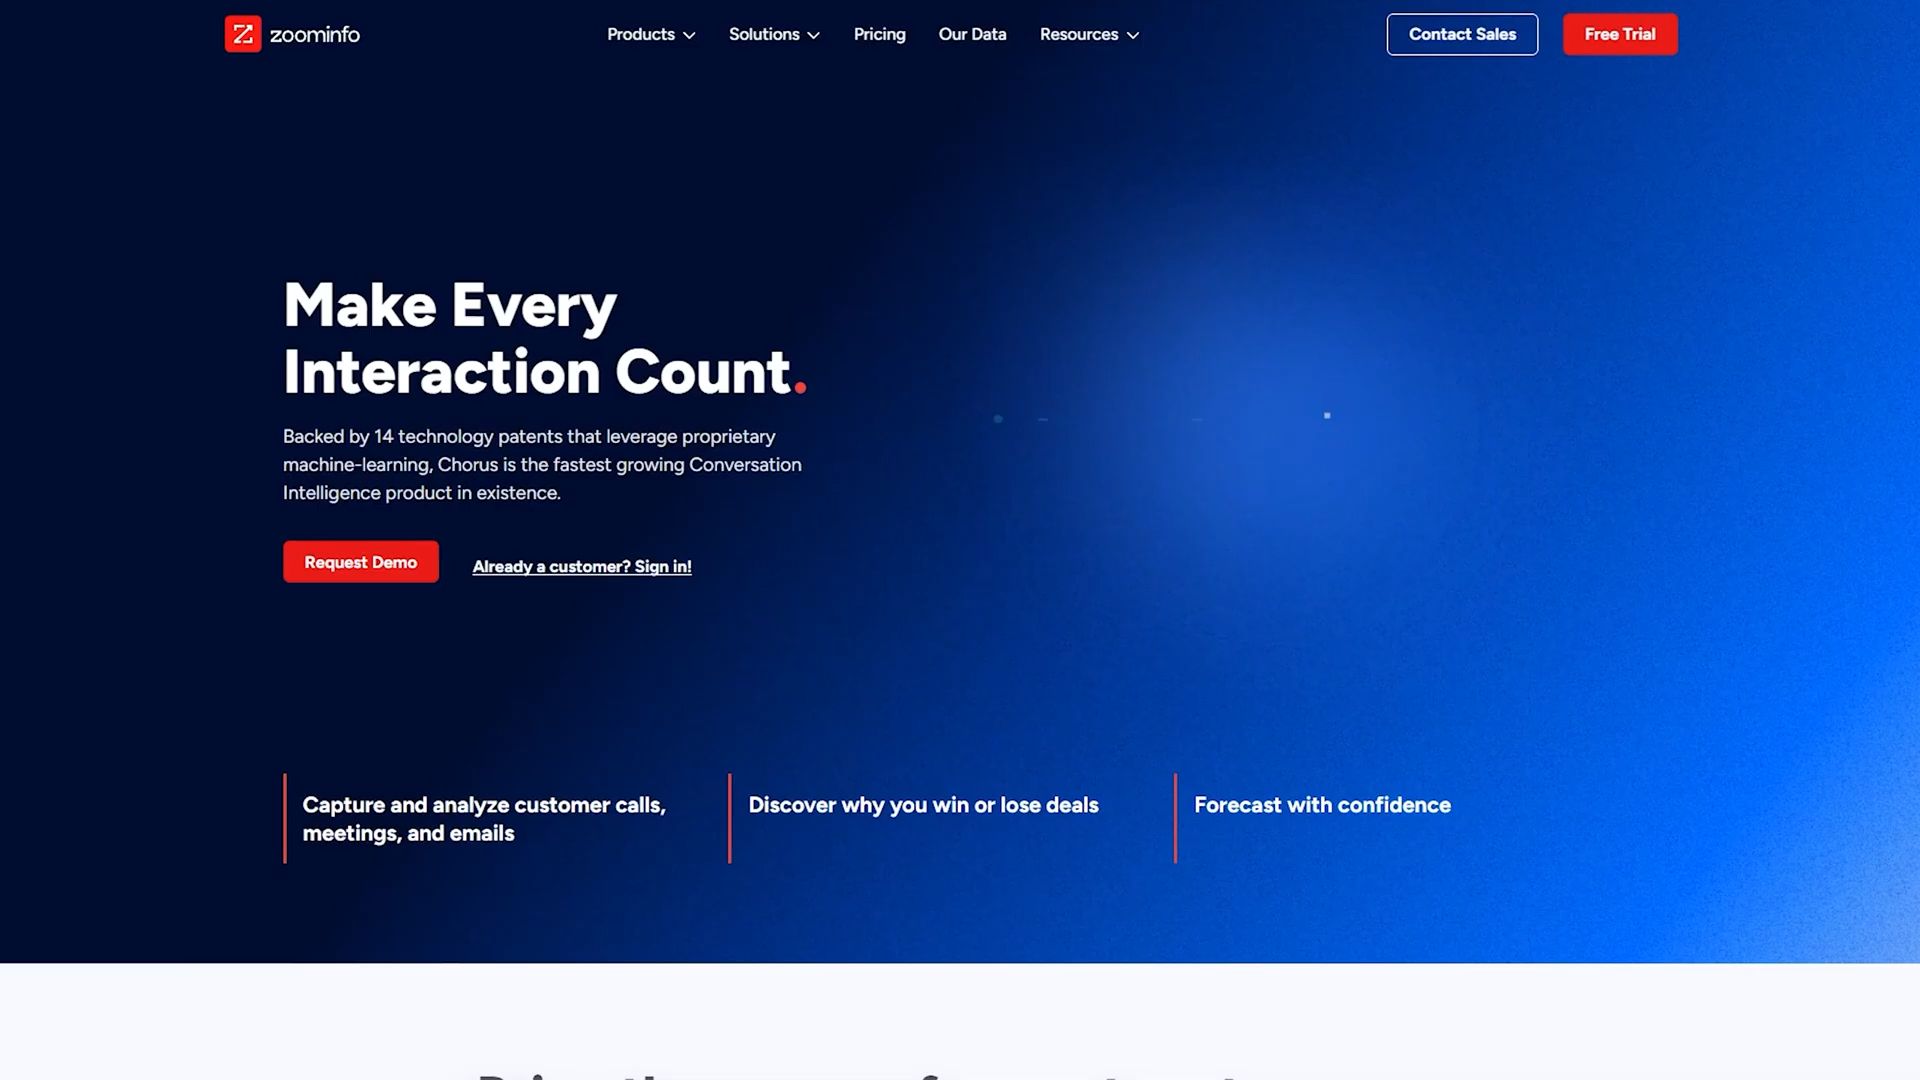 zoominfo
Products
Solutions
Pricing
Our Data
Resources
Contact Sales
Free Trial
Make Every
Interaction Count.
Backed by 14 technology patents that leverage proprietary
machine-learning, Chorus is the fastest growing Conversation
Intelligence product in existence.
Request Demo
Already a customer? Sign in!
Capture and analyze customer calls,
meetings, and emails
Discover why you win or lose deals
Forecast with confidence